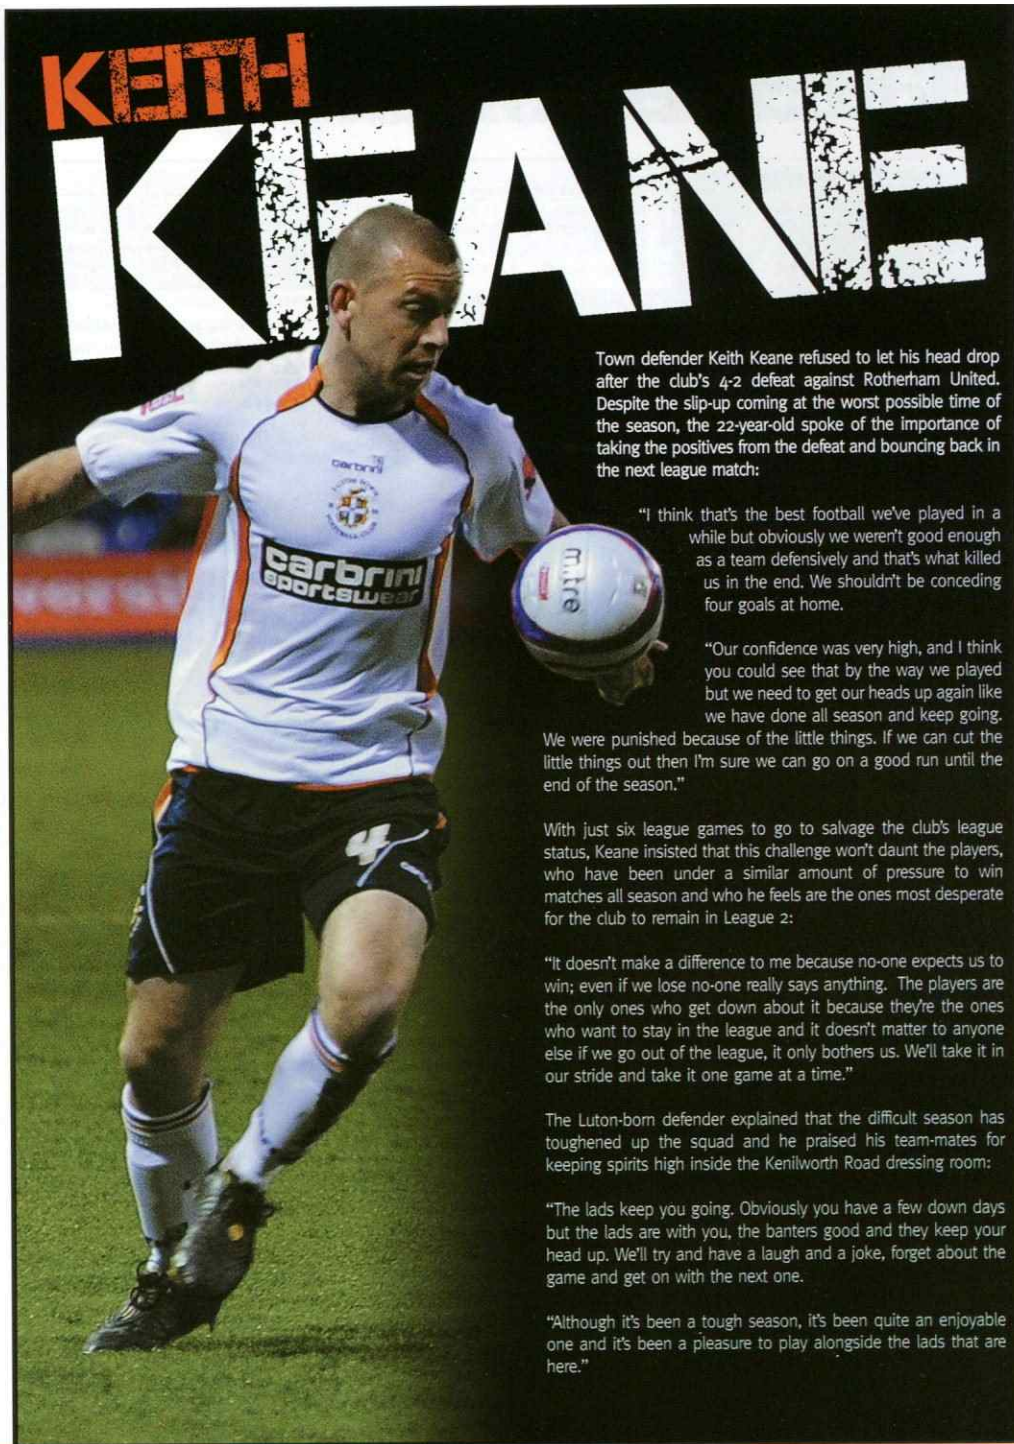 KEITH
KEANE
Town defender Keith Keane refused to let his head drop
after the club's 4-2 defeat against Rotherham United.
Despite the slip-up coming at the worst possible time of
the season, the 22-year-old spoke of the importance of
taking the positives from the defeat and bouncing back in
the next league match:
“I think that's the best football we've played in a
while but obviously we weren't good enough
as a team defensively and that's what killed
us in the end. We shouldn't be conceding
four goals at home.
“Our confidence was very high, and I think
you could see that by the way we played
but we need to get our heads up again like
we have done all season and keep going.
We were punished because of the little things. If we can cut the
little things out then I'm sure we can go on a good run until the
end of the season.”
With just six league games to go to salvage the club's league
status, Keane insisted that this challenge won't daunt the players,
who have been under a similar amount of pressure to win
matches all season and who he feels are the ones most desperate
for the club to remain in League 2:
“It doesn't make a difference to me because no-one expects us to
win; even if we lose no-one really says anything. The players are
the only ones who get down about it because they're the ones
who want to stay in the league and it doesn't matter to anyone
else if we go out of the league, it only bothers us. We'll take it in
our stride and take it one game at a time.”
The Luton-born defender explained that the difficult season has
toughened up the squad and he praised his team-mates for
keeping spirits high inside the Kenilworth Road dressing room:
“The lads keep you going. Obviously you have a few down days
but the lads are with you, the banters good and they keep your
head up. We'll try and have a laugh and a joke, forget about the
game and get on with the next one.
“Although it's been a tough season, it's been quite an enjoyable
one and it's been a pleasure to play alongside the lads that are
here.”
carbrini
LUTON TOWN
FOOTBALL CLUB
carbrini
sportswear
mitre
4